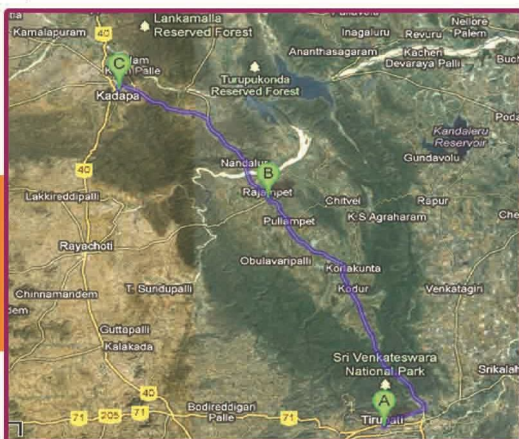 Lankamalla
Reserved Forest
Kamalapuram
40
Nellore
Inagaluru
Revuru
Palem
Ananthasagaram
Kacheri
Devaraya Palli
C
Palle
Turupukonda
Reserved Forest
Kadapa
Kandaleru
Reservoir
Gundavolu
40
Nandalur
B
Rajampet
Lakkireddipalli
Chitvel
Rapur
Pullampet
K S Agraharam
Rayachoti
Obulavaripalli
Kodur
T. Sundupalli
Venkatagiri
Chinnamandem
Guttapalli
Kalakada
Sri Venkateswara
National Park
40
A
Bodireddigari
Palle
71
205
71
71
Tirupati